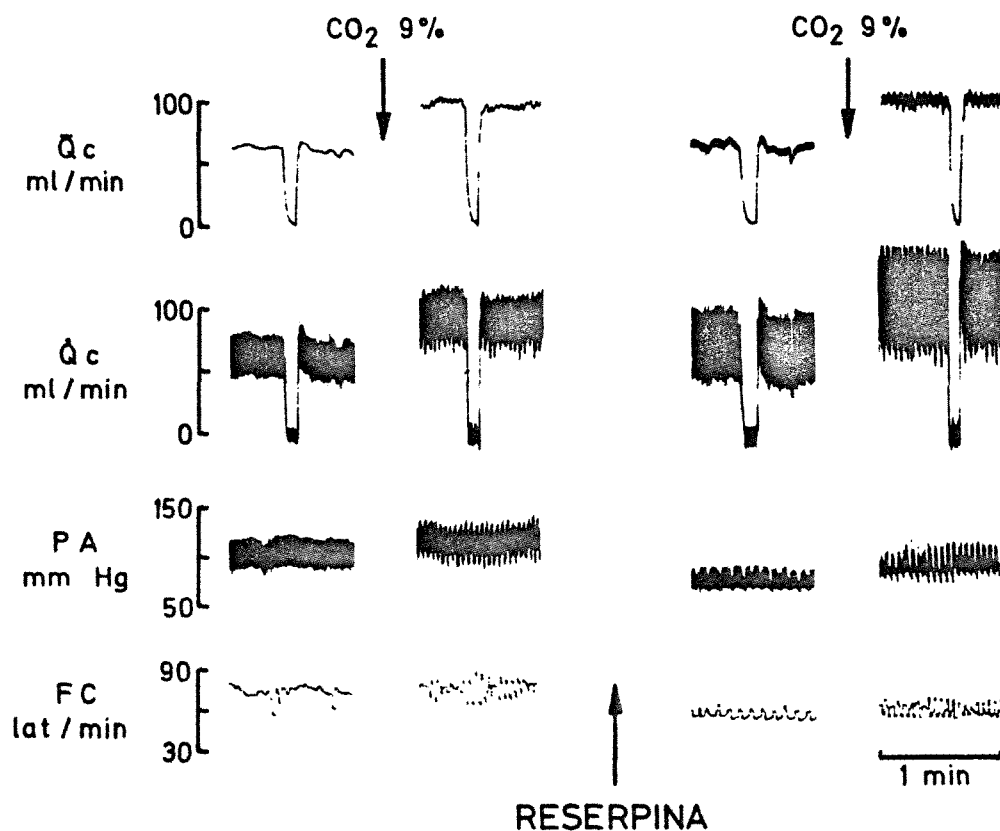 CO₂ 9%
CO₂ 9%
Q̄c
ml/min
100
0
Q̇c
ml/min
100
0
PA
mm Hg
150
50
FC
lat/min
90
30
1 min
RESERPINA